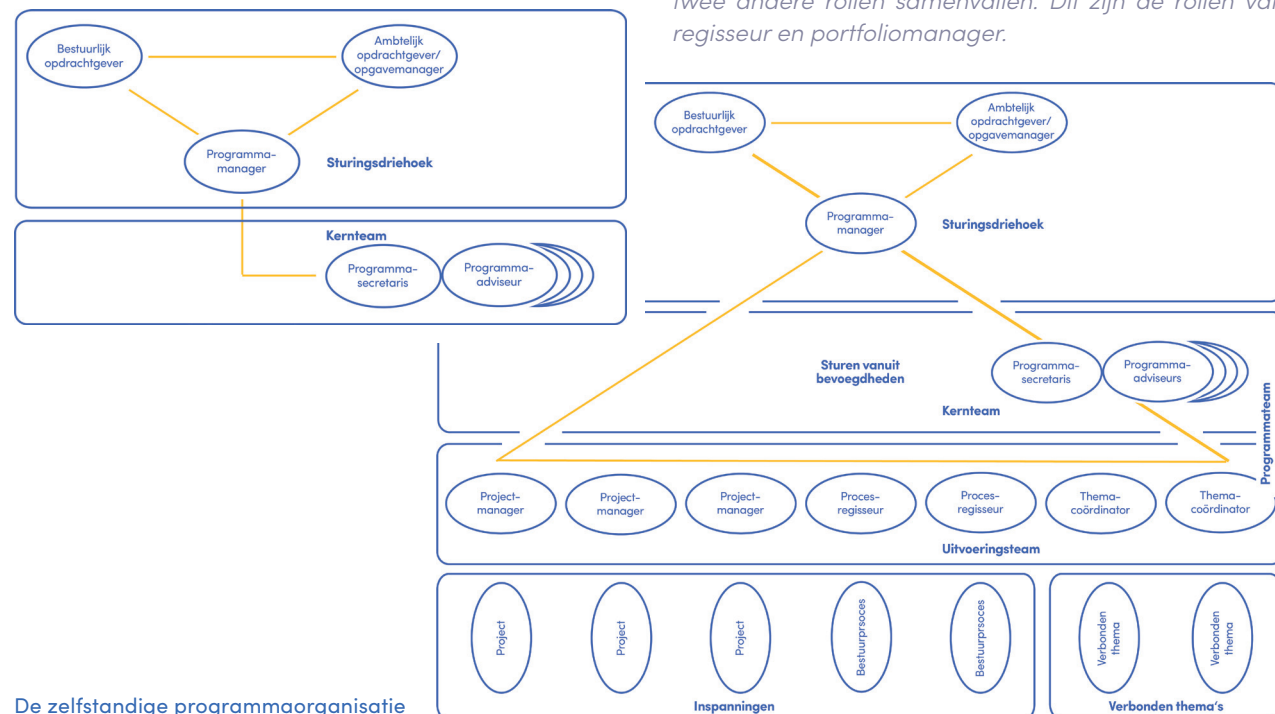 twee andere rollen samenvallen. Dit zijn de rollen van
regisseur en portfoliomanager.
Bestuurlijk
opdrachtgever
Ambtelijk
opdrachtgever/
opgavemanager
Programma-
manager
Sturingsdriehoek
Kernteam
Programma-
secretaris
Programma-
adviseur
Bestuurlijk
opdrachtgever
Ambtelijk
opdrachtgever/
opgavemanager
Programma-
manager
Sturingsdriehoek
Sturen vanuit
bevoegdheden
Programma-
secretaris
Programma-
adviseurs
Kernteam
Programmateam
Project-
manager
Project-
manager
Project-
manager
Proces-
regisseur
Proces-
regisseur
Thema-
coördinator
Thema-
coördinator
Uitvoeringsteam
Project
Project
Project
Bestuurprsoces
Bestuurprsoces
Verbonden
thema
Verbonden
thema
Inspanningen
Verbonden thema's
De zelfstandige programmaorganisatie